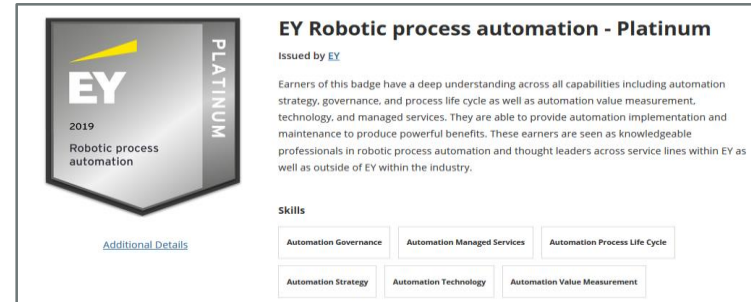 EY
PLATINUM
2019
Robotic process
automation
Additional Details
EY Robotic process automation - Platinum
Issued by EY
Earners of this badge have a deep understanding across all capabilities including automation
strategy, governance, and process life cycle as well as automation value measurement,
technology, and managed services. They are able to provide automation implementation and
maintenance to produce powerful benefits. These earners are seen as knowledgeable
professionals in robotic process automation and thought leaders across service lines within EY as
well as outside of EY within the industry.
Skills
Automation Governance
Automation Managed Services
Automation Process Life Cycle
Automation Strategy
Automation Technology
Automation Value Measurement